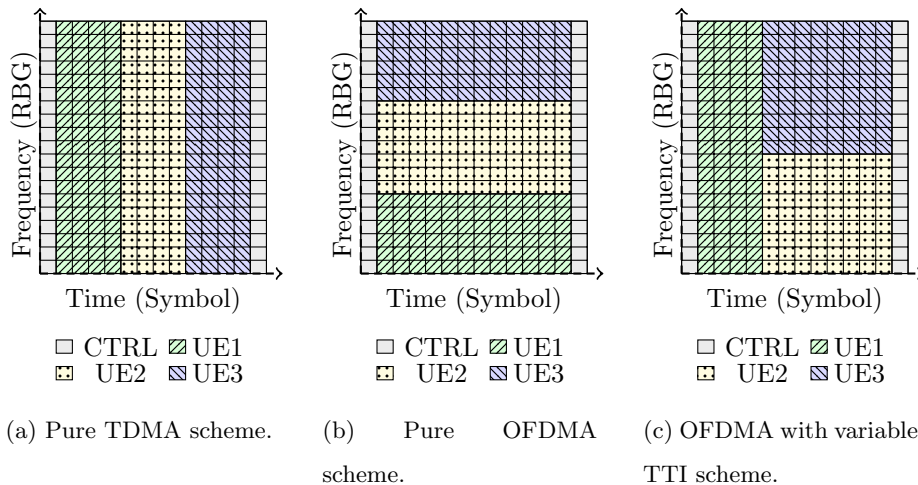 Frequency (RBG)
Time (Symbol)
CTRL UE1
UE2 UE3
(a) Pure TDMA scheme.
Frequency (RBG)
Time (Symbol)
CTRL UE1
UE2 UE3
(b) Pure OFDMA
scheme.
Frequency (RBG)
Time (Symbol)
CTRL UE1
UE2 UE3
(c) OFDMA with variable
TTI scheme.